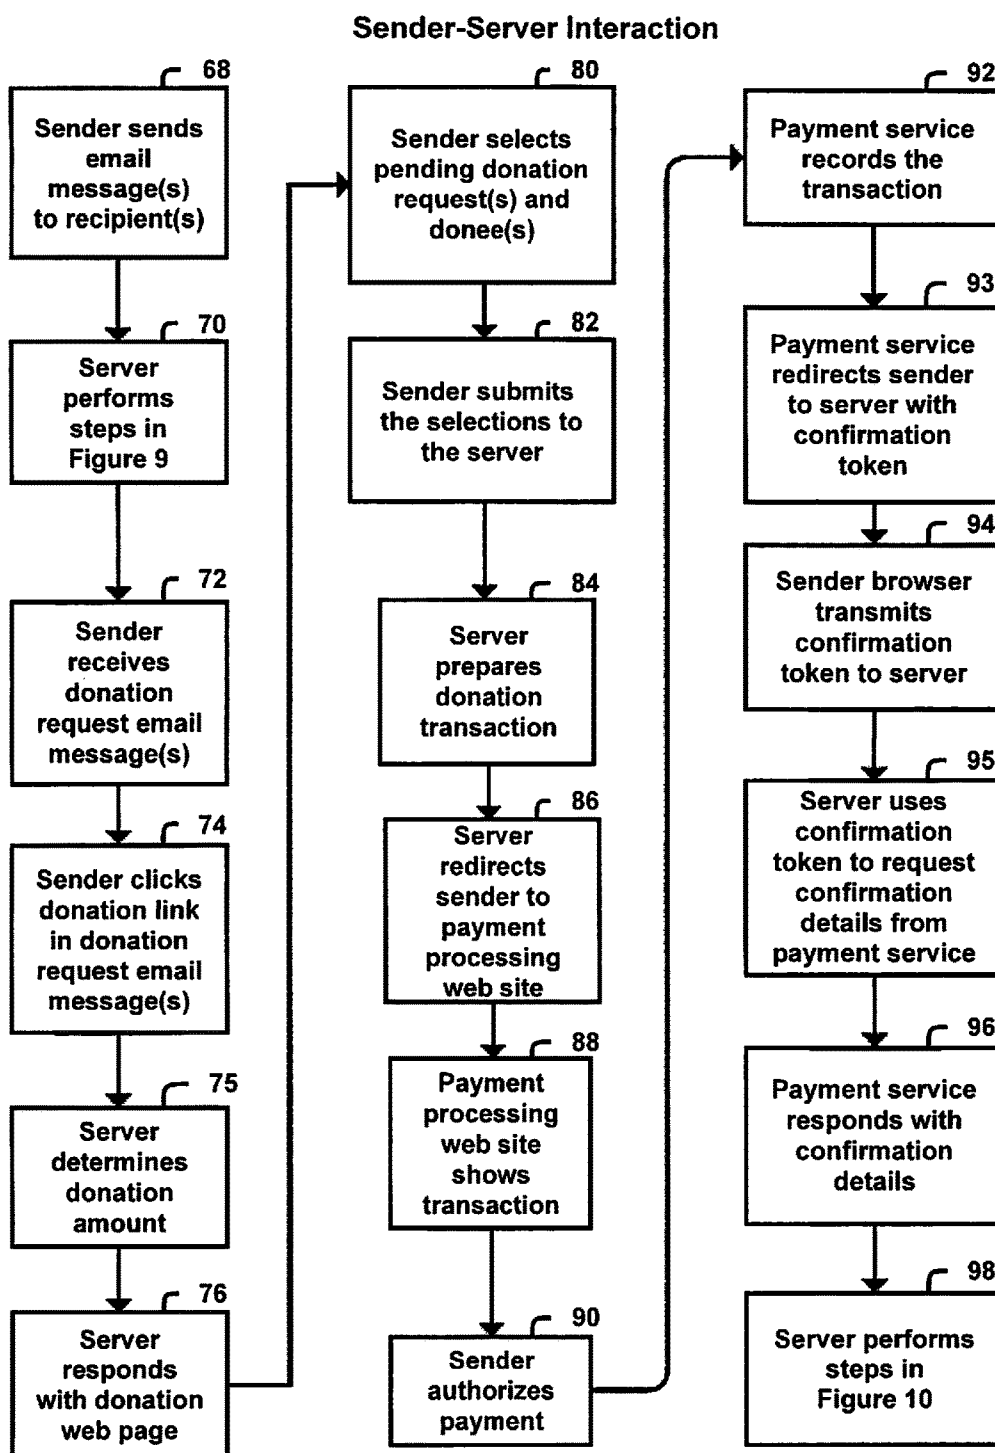 Sender-Server Interaction
68
Sender sends
email
message(s)
to recipient(s)
70
Server
performs
steps in
Figure 9
72
Sender
receives
donation
request email
message(s)
74
Sender clicks
donation link
in donation
request email
message(s)
75
Server
determines
donation
amount
76
Server
responds
with donation
web page
80
Sender selects
pending donation
request(s) and
donee(s)
82
Sender submits
the selections to
the server
84
Server
prepares
donation
transaction
86
Server
redirects
sender to
payment
processing
web site
88
Payment
processing
web site
shows
transaction
90
Sender
authorizes
payment
92
Payment service
records the
transaction
93
Payment service
redirects sender
to server with
confirmation
token
94
Sender browser
transmits
confirmation
token to server
95
Server uses
confirmation
token to request
confirmation
details from
payment service
96
Payment service
responds with
confirmation
details
98
Server performs
steps in
Figure 10